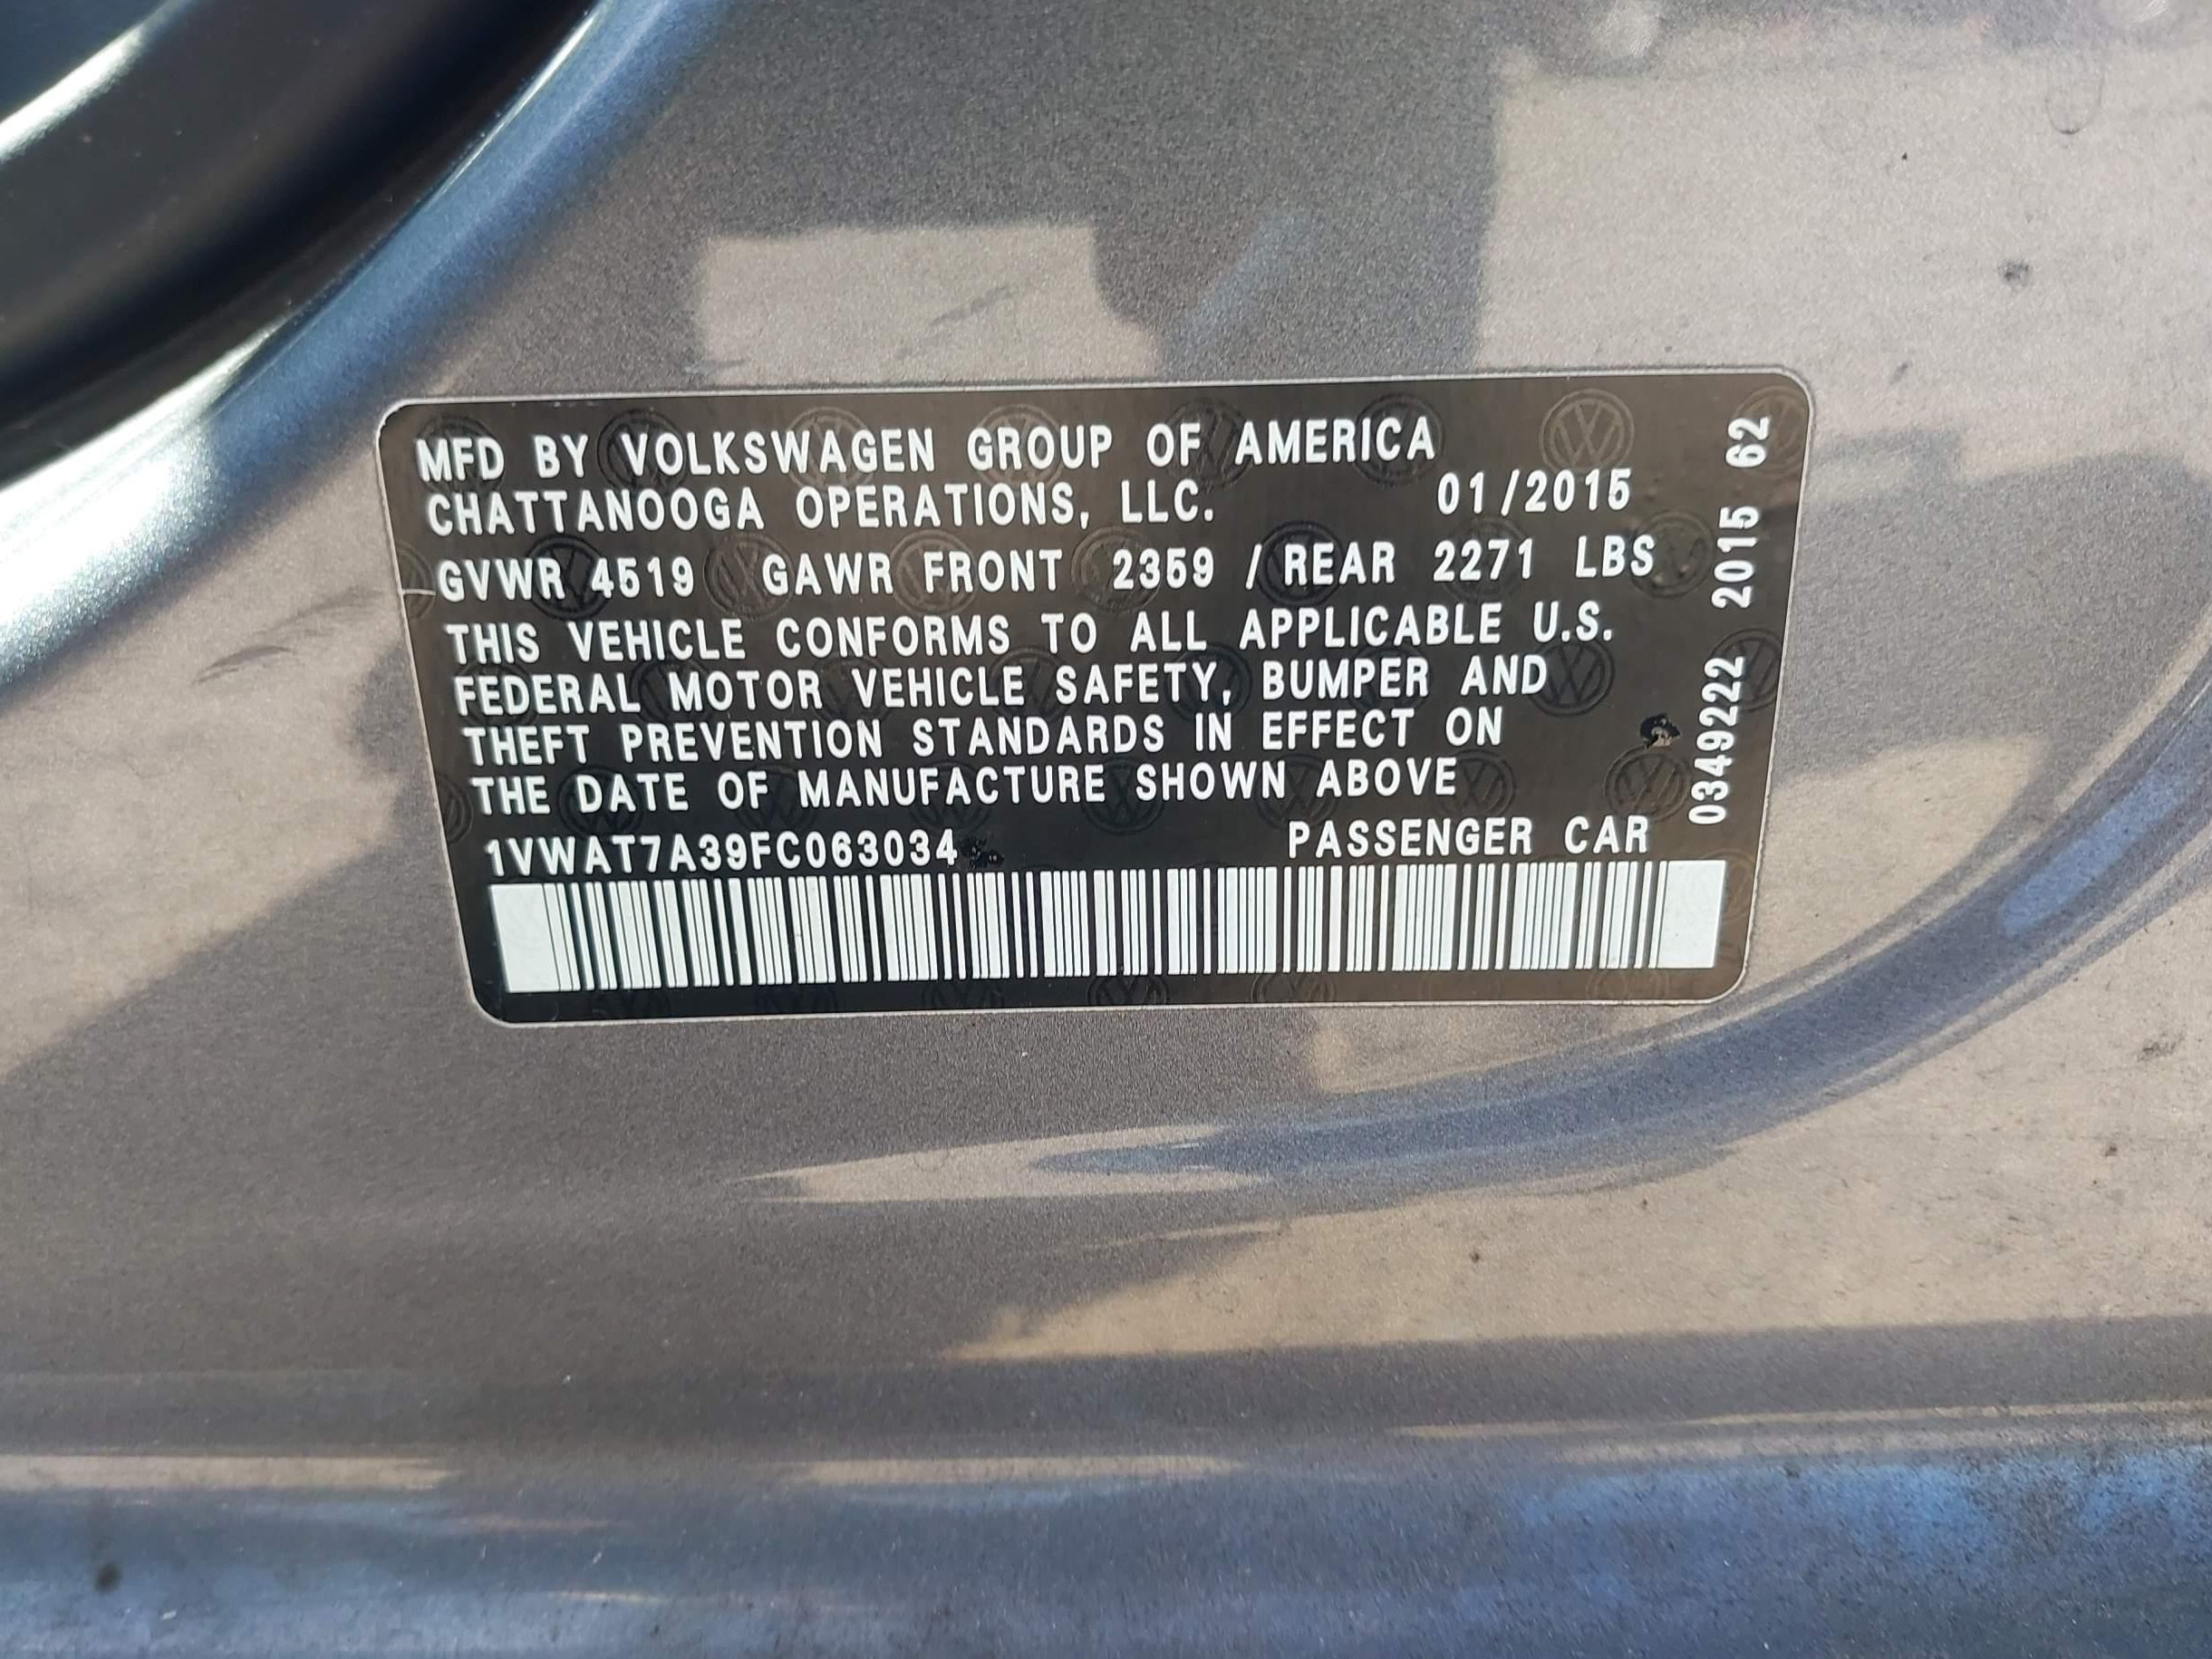 MFD BY VOLKSWAGEN GROUP OF AMERICA
CHATTANOOGA OPERATIONS, LLC. 01/2015
GVWR 4519 GAWR FRONT 2359 / REAR 2271 LBS
THIS VEHICLE CONFORMS TO ALL APPLICABLE U.S.
FEDERAL MOTOR VEHICLE SAFETY, BUMPER AND
THEFT PREVENTION STANDARDS IN EFFECT ON
THE DATE OF MANUFACTURE SHOWN ABOVE
1VWAT7A39FC063034 PASSENGER CAR
0349222 2015 62